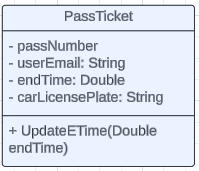 PassTicket
- passNumber
- userEmail: String
- endTime: Double
- carLicensePlate: String
+ UpdateETime(Double
endTime)